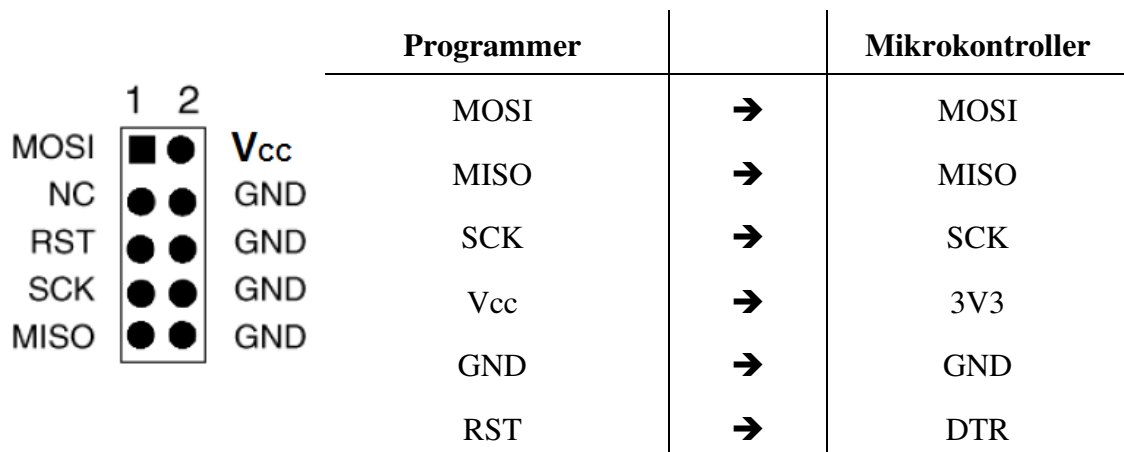 1 2
MOSI Vcc
NC GND
RST GND
SCK GND
MISO GND
Programmer Mikrokontroller
MOSI ➔ MOSI
MISO ➔ MISO
SCK ➔ SCK
Vcc ➔ 3V3
GND ➔ GND
RST ➔ DTR